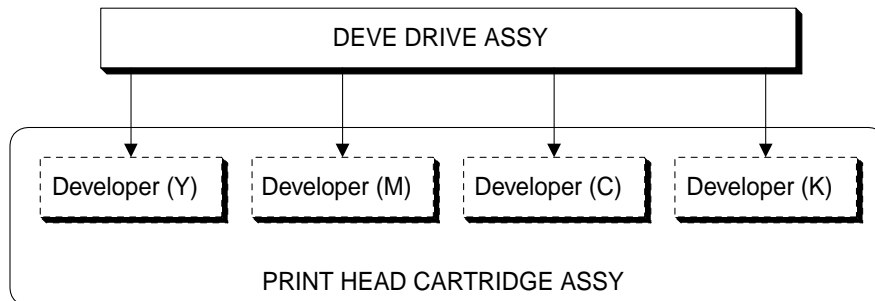 DEVE DRIVE ASSY
Developer (Y)
Developer (M)
Developer (C)
Developer (K)
PRINT HEAD CARTRIDGE ASSY